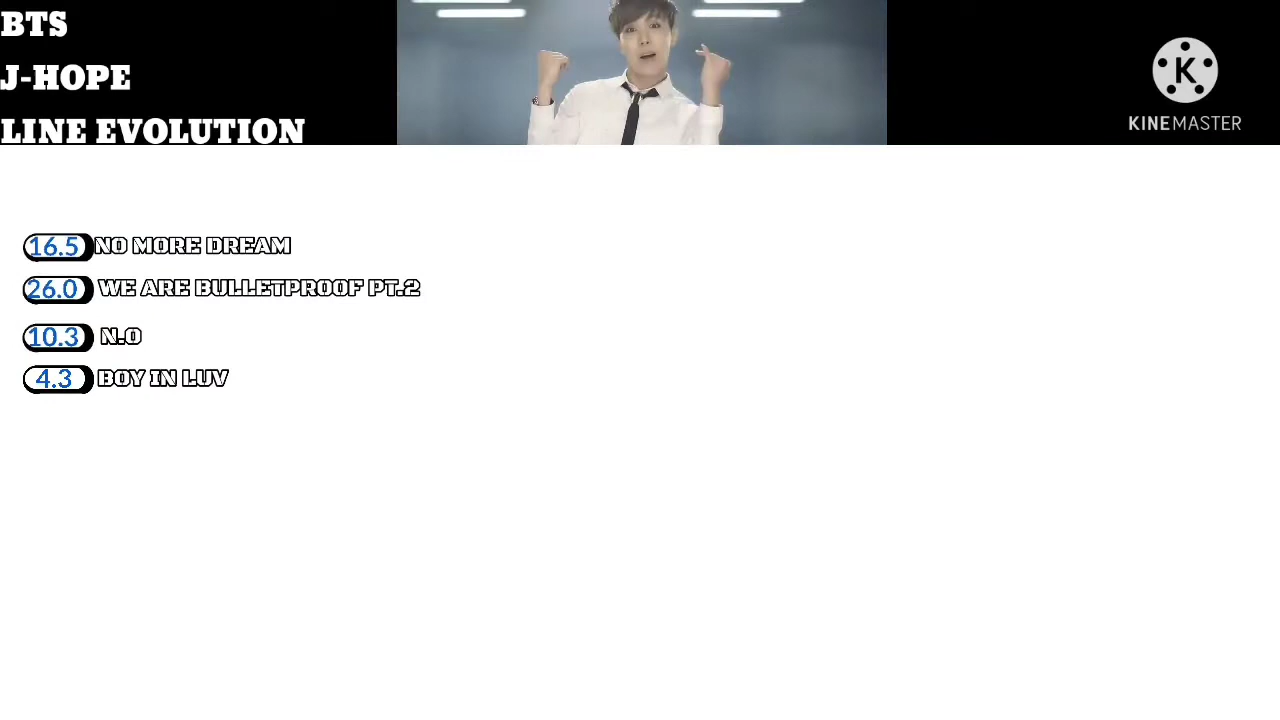 BTS
J-HOPE
LINE EVOLUTION
K
KINEMASTER
16.5 NO MORE DREAM
26.0 WE ARE BULLETPROOF PT.2
10.3 N.O
4.3 BOY IN LUV